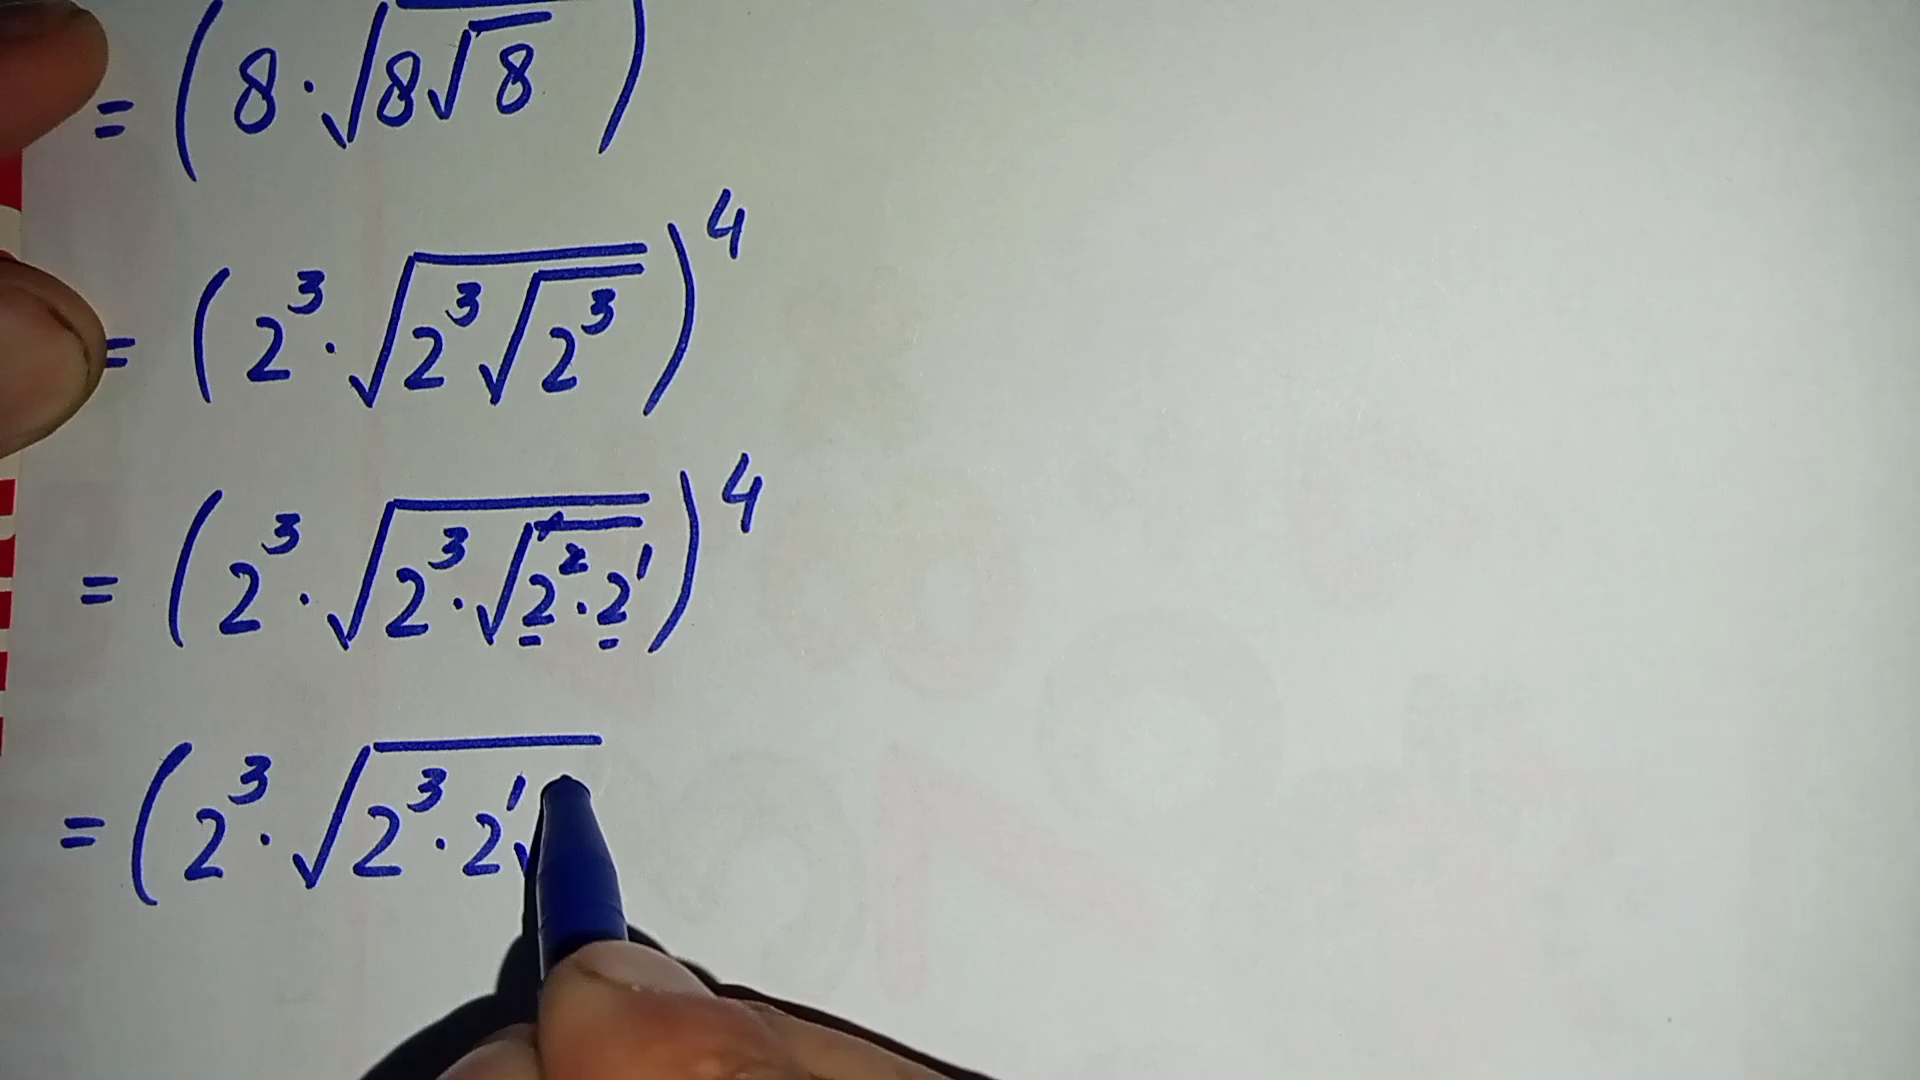 = (8·√(8√8))
= (2³·√(2³√(2³)))⁴
= (2³·√(2³·√(2²·2¹)))⁴
= (2³·√(2³·2¹√